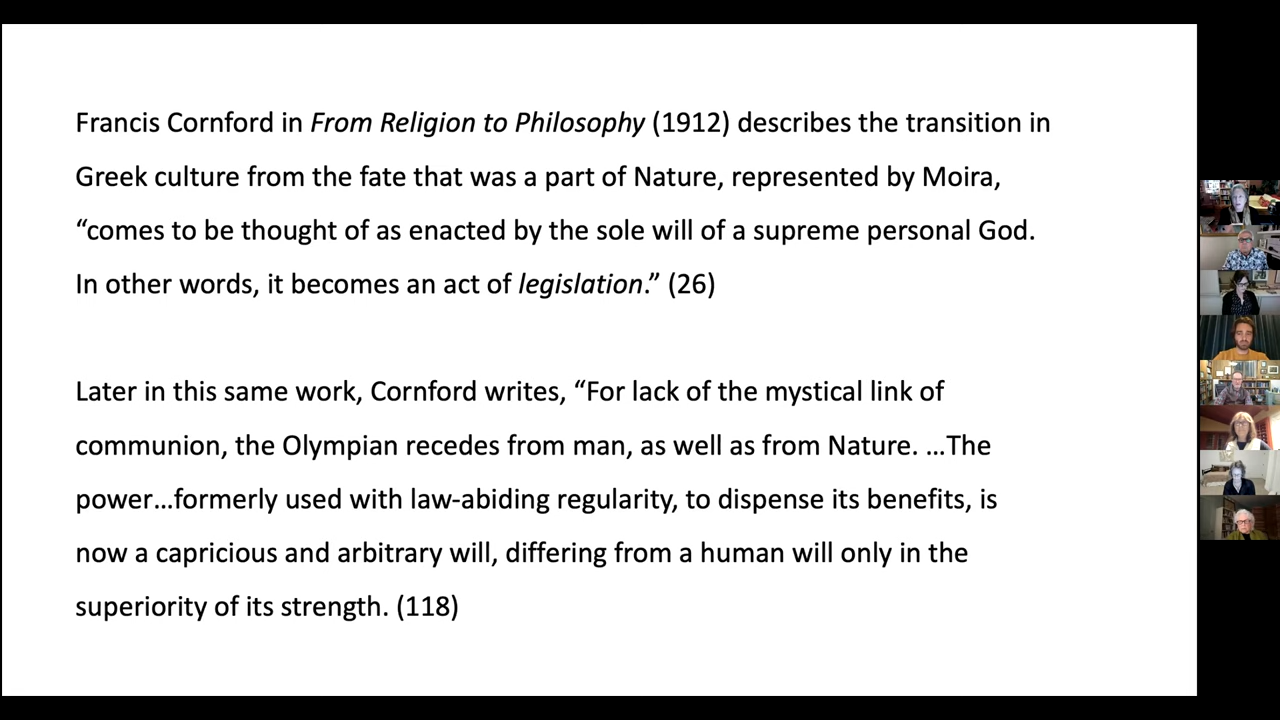 Francis Cornford in From Religion to Philosophy (1912) describes the transition in
Greek culture from the fate that was a part of Nature, represented by Moira,
“comes to be thought of as enacted by the sole will of a supreme personal God.
In other words, it becomes an act of legislation.” (26)
Later in this same work, Cornford writes, “For lack of the mystical link of
communion, the Olympian recedes from man, as well as from Nature. …The
power…formerly used with law-abiding regularity, to dispense its benefits, is
now a capricious and arbitrary will, differing from a human will only in the
superiority of its strength. (118)